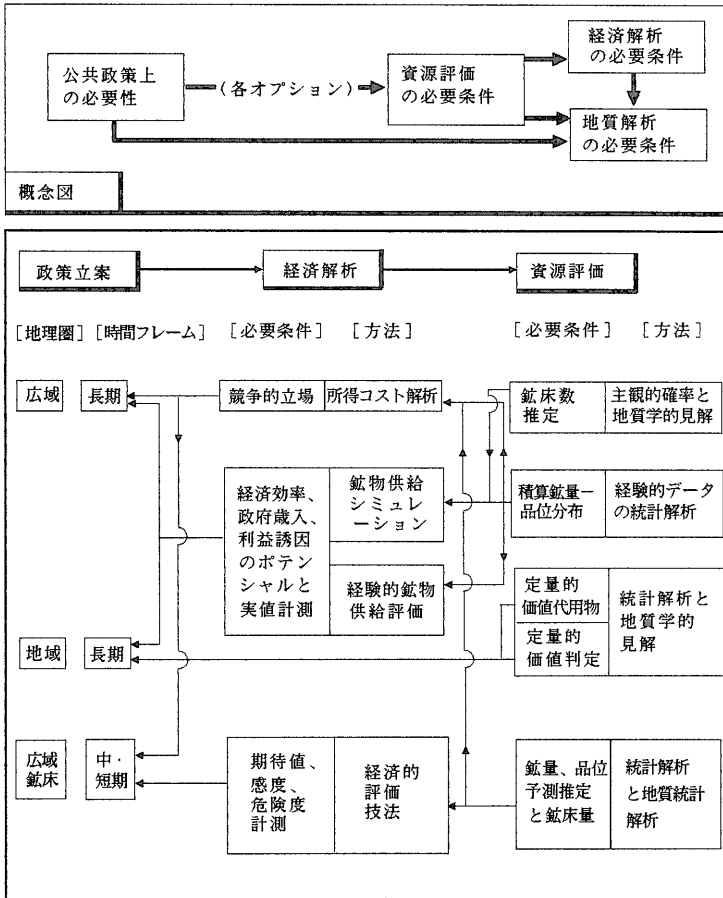 公共政策上
の必要性
(各オプション)
資源評価
の必要条件
経済解析
の必要条件
地質解析
の必要条件
概念図
政策立案
経済解析
資源評価
[地理圏] [時間フレーム] [必要条件] [方法] [必要条件] [方法]
広域
長期
競争的立場
所得コスト解析
鉱床数
推定
主観的確率と
地質学的見解
経済効率、
政府歳入、
利益誘因
のポテン
シャルと
実値計測
鉱物供給
シミュレ
ーション
経験的鉱物
供給評価
積算鉱量−
品位分布
経験的データ
の統計解析
定量的
価値代用物
定量的
価値判定
統計解析と
地質学的
見解
地域
長期
広域
鉱床
中・
短期
期待値、
感度、
危険度
計測
経済的
評価
技法
鉱量、品位
予測推定
と鉱床量
統計解析
と地質統計
解析